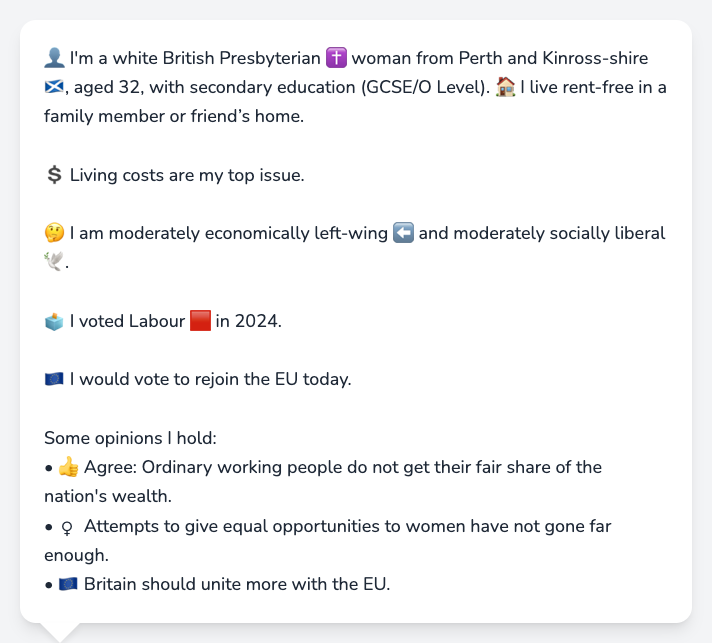 👤 I'm a white British Presbyterian ✝️ woman from Perth and Kinross-shire
🏴󠁧󠁢󠁳󠁣󠁴󠁿, aged 32, with secondary education (GCSE/O Level). 🏠 I live rent-free in a
family member or friend’s home.
💲 Living costs are my top issue.
🤔 I am moderately economically left-wing ⬅️ and moderately socially liberal
🕊️.
🗳️ I voted Labour 🟥 in 2024.
🇪🇺 I would vote to rejoin the EU today.
Some opinions I hold:
• 👍 Agree: Ordinary working people do not get their fair share of the
nation's wealth.
• ♀ Attempts to give equal opportunities to women have not gone far
enough.
• 🇪🇺 Britain should unite more with the EU.